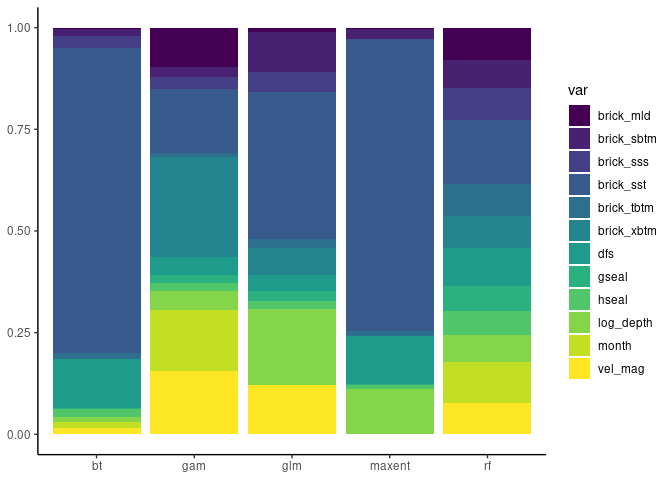 1.00
0.75
0.50
0.25
0.00
bt gam glm maxent rf
var
brick_mld
brick_sbtm
brick_sss
brick_sst
brick_tbtm
brick_xbtm
dfs
gseal
hseal
log_depth
month
vel_mag